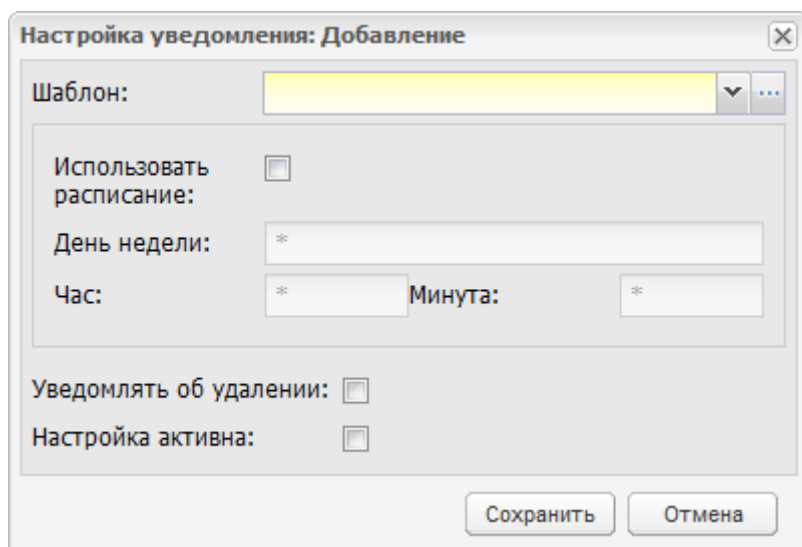 Настройка уведомления: Добавление
Шаблон:
Использовать
расписание:
День недели: *
Час: * Минута: *
Уведомлять об удалении:
Настройка активна:
Сохранить Отмена